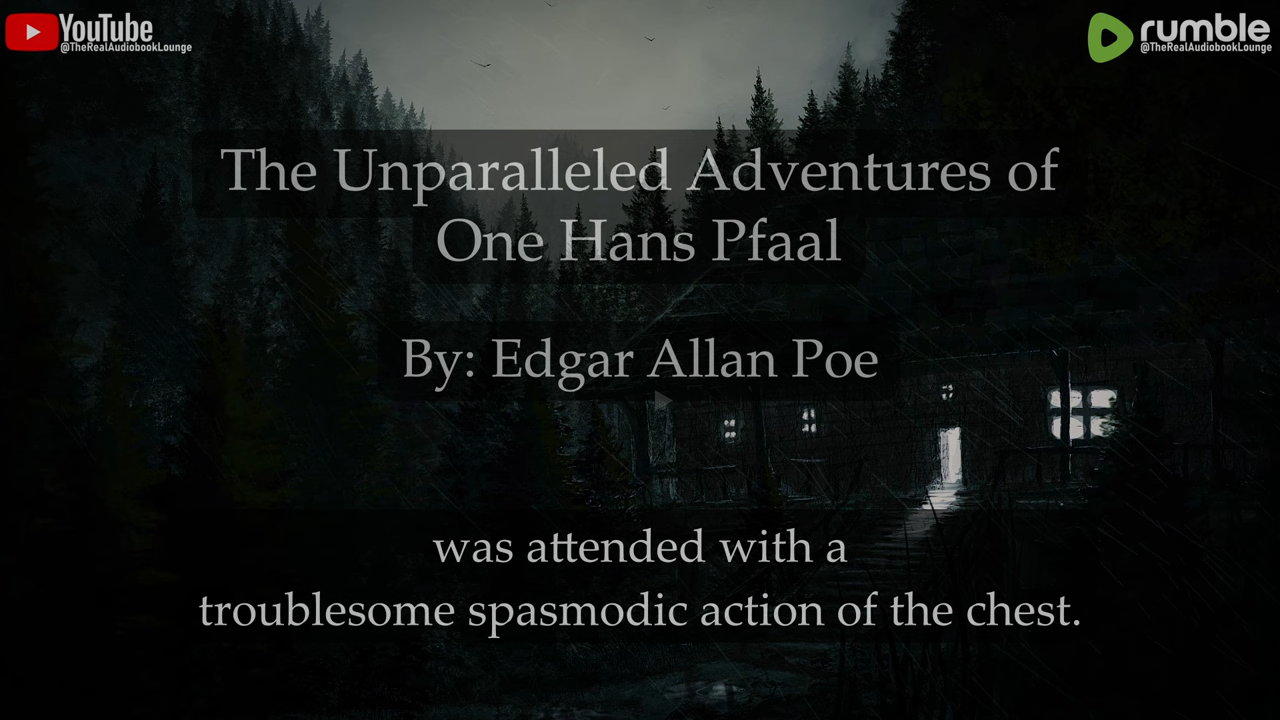 YouTube
@TheRealAudiobookLounge
rumble
@TheRealAudiobookLounge
The Unparalleled Adventures of
One Hans Pfaal
By: Edgar Allan Poe
was attended with a
troublesome spasmodic action of the chest.